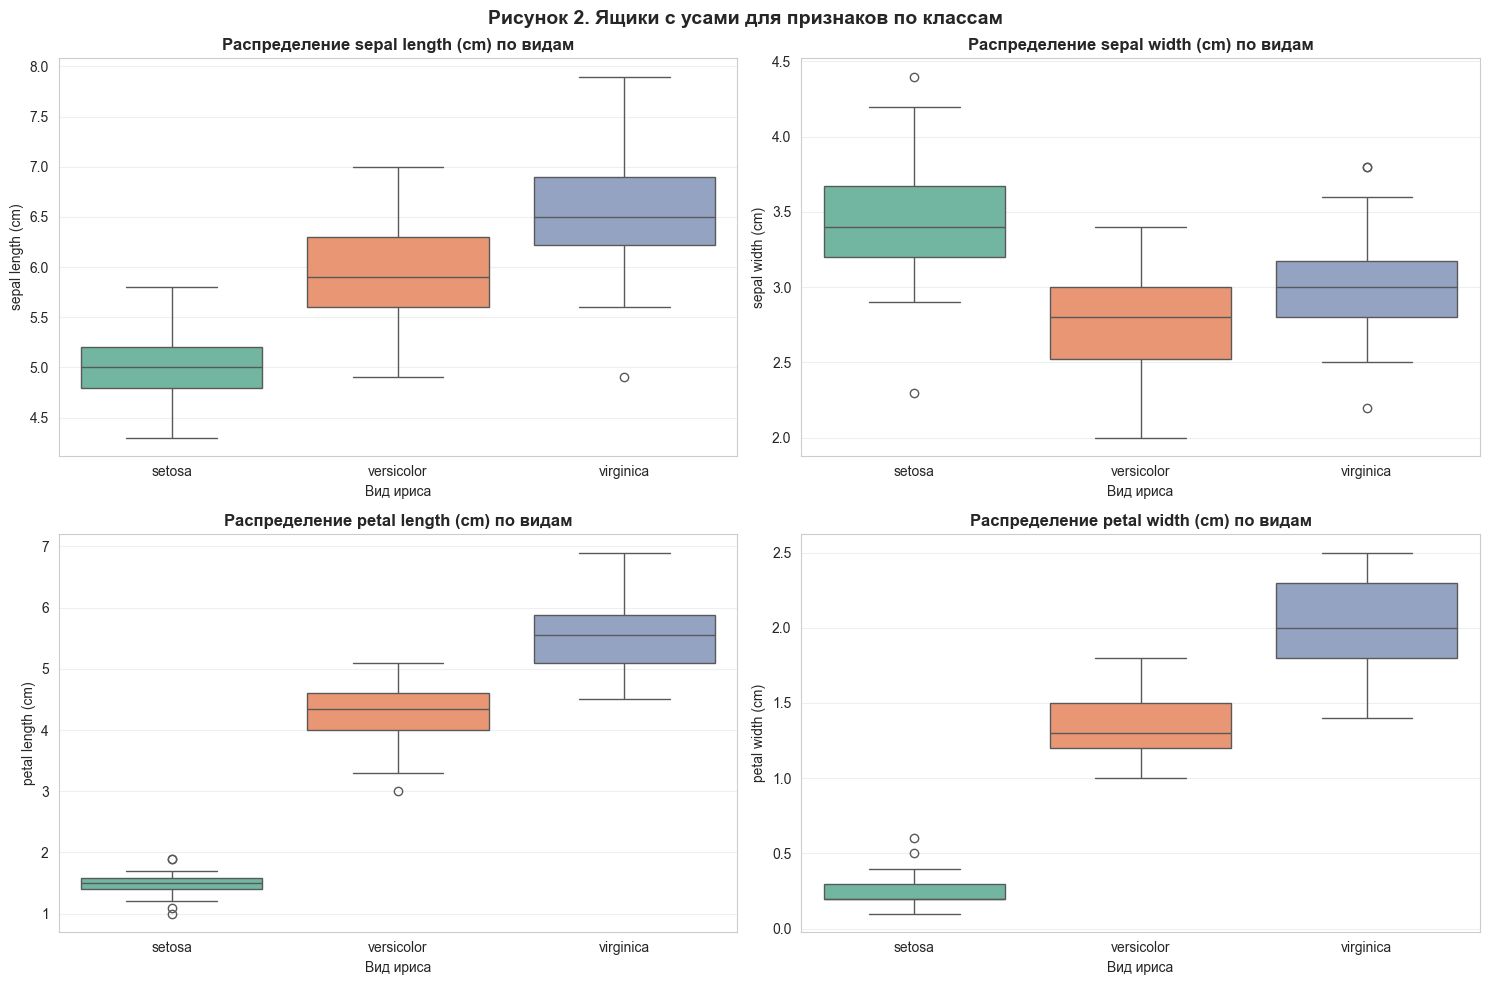 Рисунок 2. Ящики с усами для признаков по классам
Распределение sepal length (cm) по видам
sepal length (cm)
8.0
7.5
7.0
6.5
6.0
5.5
5.0
4.5
setosa
versicolor
virginica
Вид ириса
Распределение sepal width (cm) по видам
sepal width (cm)
4.5
4.0
3.5
3.0
2.5
2.0
setosa
versicolor
virginica
Вид ириса
Распределение petal length (cm) по видам
petal length (cm)
7
6
5
4
3
2
1
setosa
versicolor
virginica
Вид ириса
Распределение petal width (cm) по видам
petal width (cm)
2.5
2.0
1.5
1.0
0.5
0.0
setosa
versicolor
virginica
Вид ириса